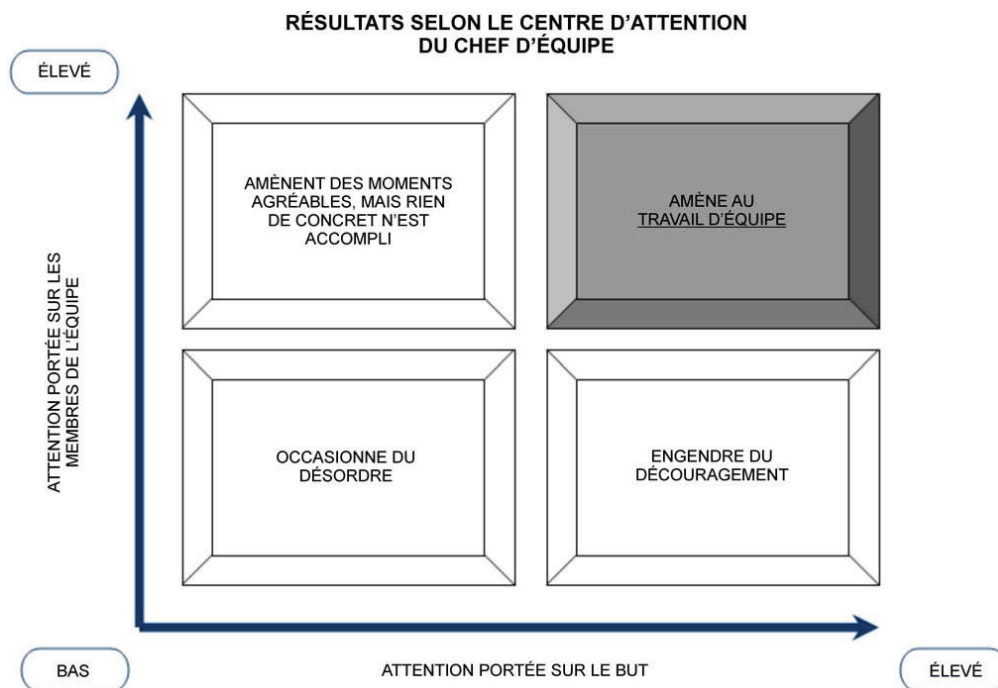 RÉSULTATS SELON LE CENTRE D’ATTENTION
DU CHEF D’ÉQUIPE
ÉLEVÉ
AMÈNENT DES MOMENTS
AGRÉABLES, MAIS RIEN
DE CONCRET N’EST
ACCOMPLI
AMÈNE AU
TRAVAIL D’ÉQUIPE
ATTENTION PORTÉE SUR LES
MEMBRES DE L’ÉQUIPE
OCCASIONNE DU
DÉSORDRE
ENGENDRE DU
DÉCOURAGEMENT
BAS
ATTENTION PORTÉE SUR LE BUT
ÉLEVÉ